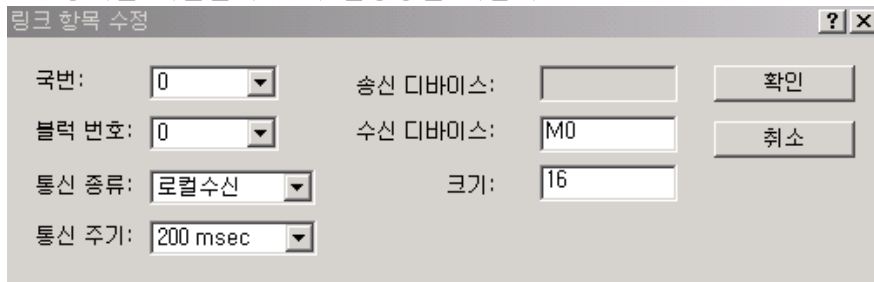 링크 항목 수정
국번: 0
블럭 번호: 0
통신 종류: 로컬수신
통신 주기: 200 msec
송신 디바이스:
수신 디바이스: M0
크기: 16
확인
취소